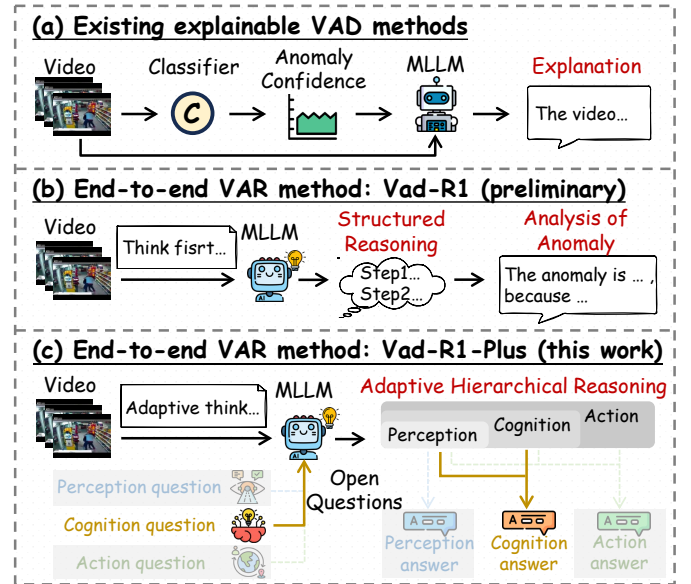 (a) Existing explainable VAD methods
Video
Classifier
Anomaly
Confidence
MLLM
Explanation
C
The video...
(b) End-to-end VAR method: Vad-R1 (preliminary)
Video
Think fisrt...
MLLM
Structured
Reasoning
Analysis of
Anomaly
Step1...
Step2...
The anomaly is ... ,
because ...
AI
(c) End-to-end VAR method: Vad-R1-Plus (this work)
Video
Adaptive think...
MLLM
Adaptive Hierarchical Reasoning
Perception
Cognition
Action
AI
Perception question
Cognition question
Action question
Open
Questions
A
Perception
answer
A
Cognition
answer
A
Action
answer